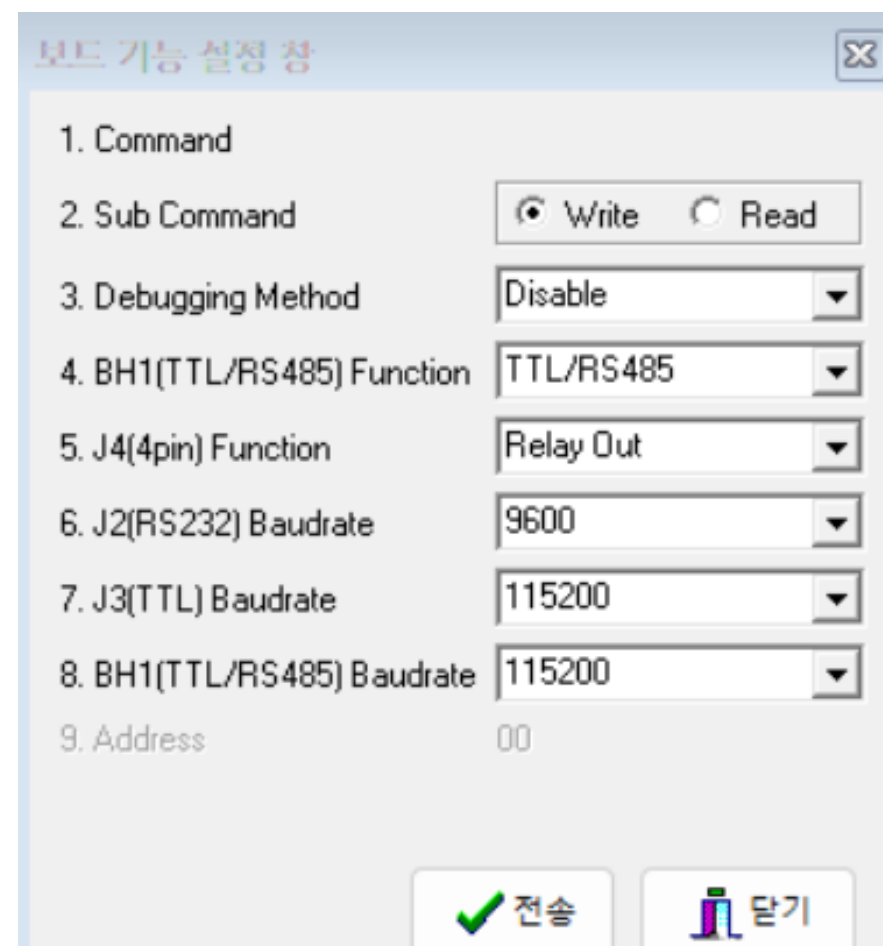 보드 기능 설정 창
1. Command
2. Sub Command Write Read
3. Debugging Method Disable
4. BH1(TTL/RS485) Function TTL/RS485
5. J4(4pin) Function Relay Out
6. J2(RS232) Baudrate 9600
7. J3(TTL) Baudrate 115200
8. BH1(TTL/RS485) Baudrate 115200
9. Address 00
전송 닫기